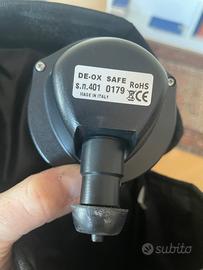 DE-OX SAFE
s.n.401 0179 RoHS
MADE IN ITALY CE
subito